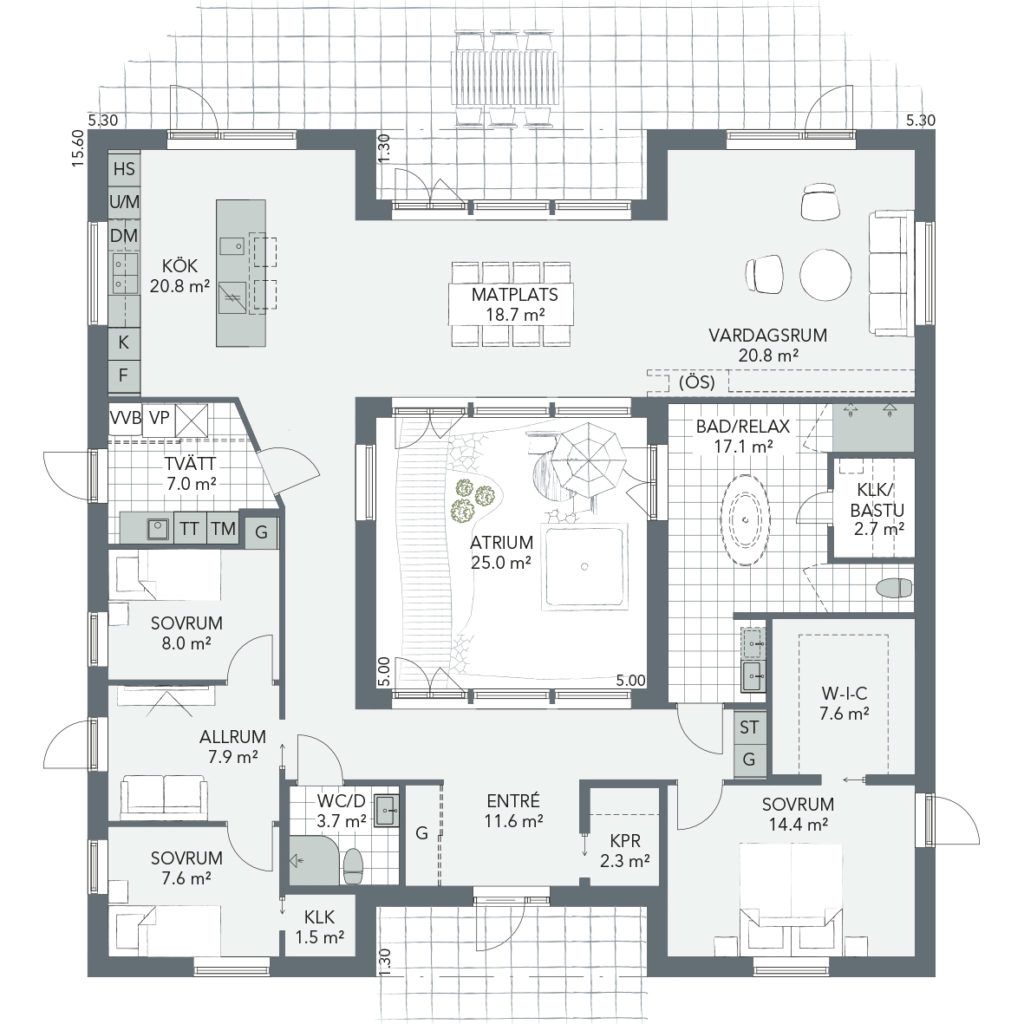 5.30
5.30
15.60
1.30
HS
U/M
DM
KÖK
20.8 m²
MATPLATS
18.7 m²
VARDAGSRUM
20.8 m²
K
F
(ÖS)
VVB
VP
TVÄTT
7.0 m²
TT
TM
G
BAD/RELAX
17.1 m²
KLK/
BASTU
2.7 m²
ATRIUM
25.0 m²
5.00
5.00
SOVRUM
8.0 m²
W-I-C
7.6 m²
ALLRUM
7.9 m²
ST
G
WC/D
3.7 m²
G
ENTRÉ
11.6 m²
KPR
2.3 m²
SOVRUM
14.4 m²
SOVRUM
7.6 m²
KLK
1.5 m²
1.30